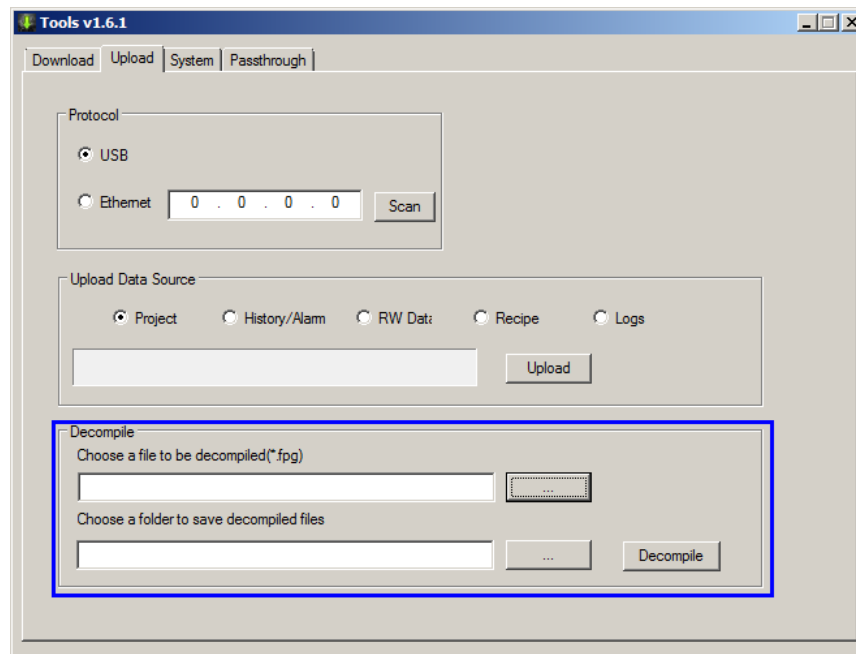 Tools v1.6.1
Download Upload System Passthrough
Protocol
USB
Ethernet 0 . 0 . 0 . 0 Scan
Upload Data Source
Project History/Alarm RW Data Recipe Logs
Upload
Decompile
Choose a file to be decompiled(*.fpg)
...
Choose a folder to save decompiled files
... Decompile